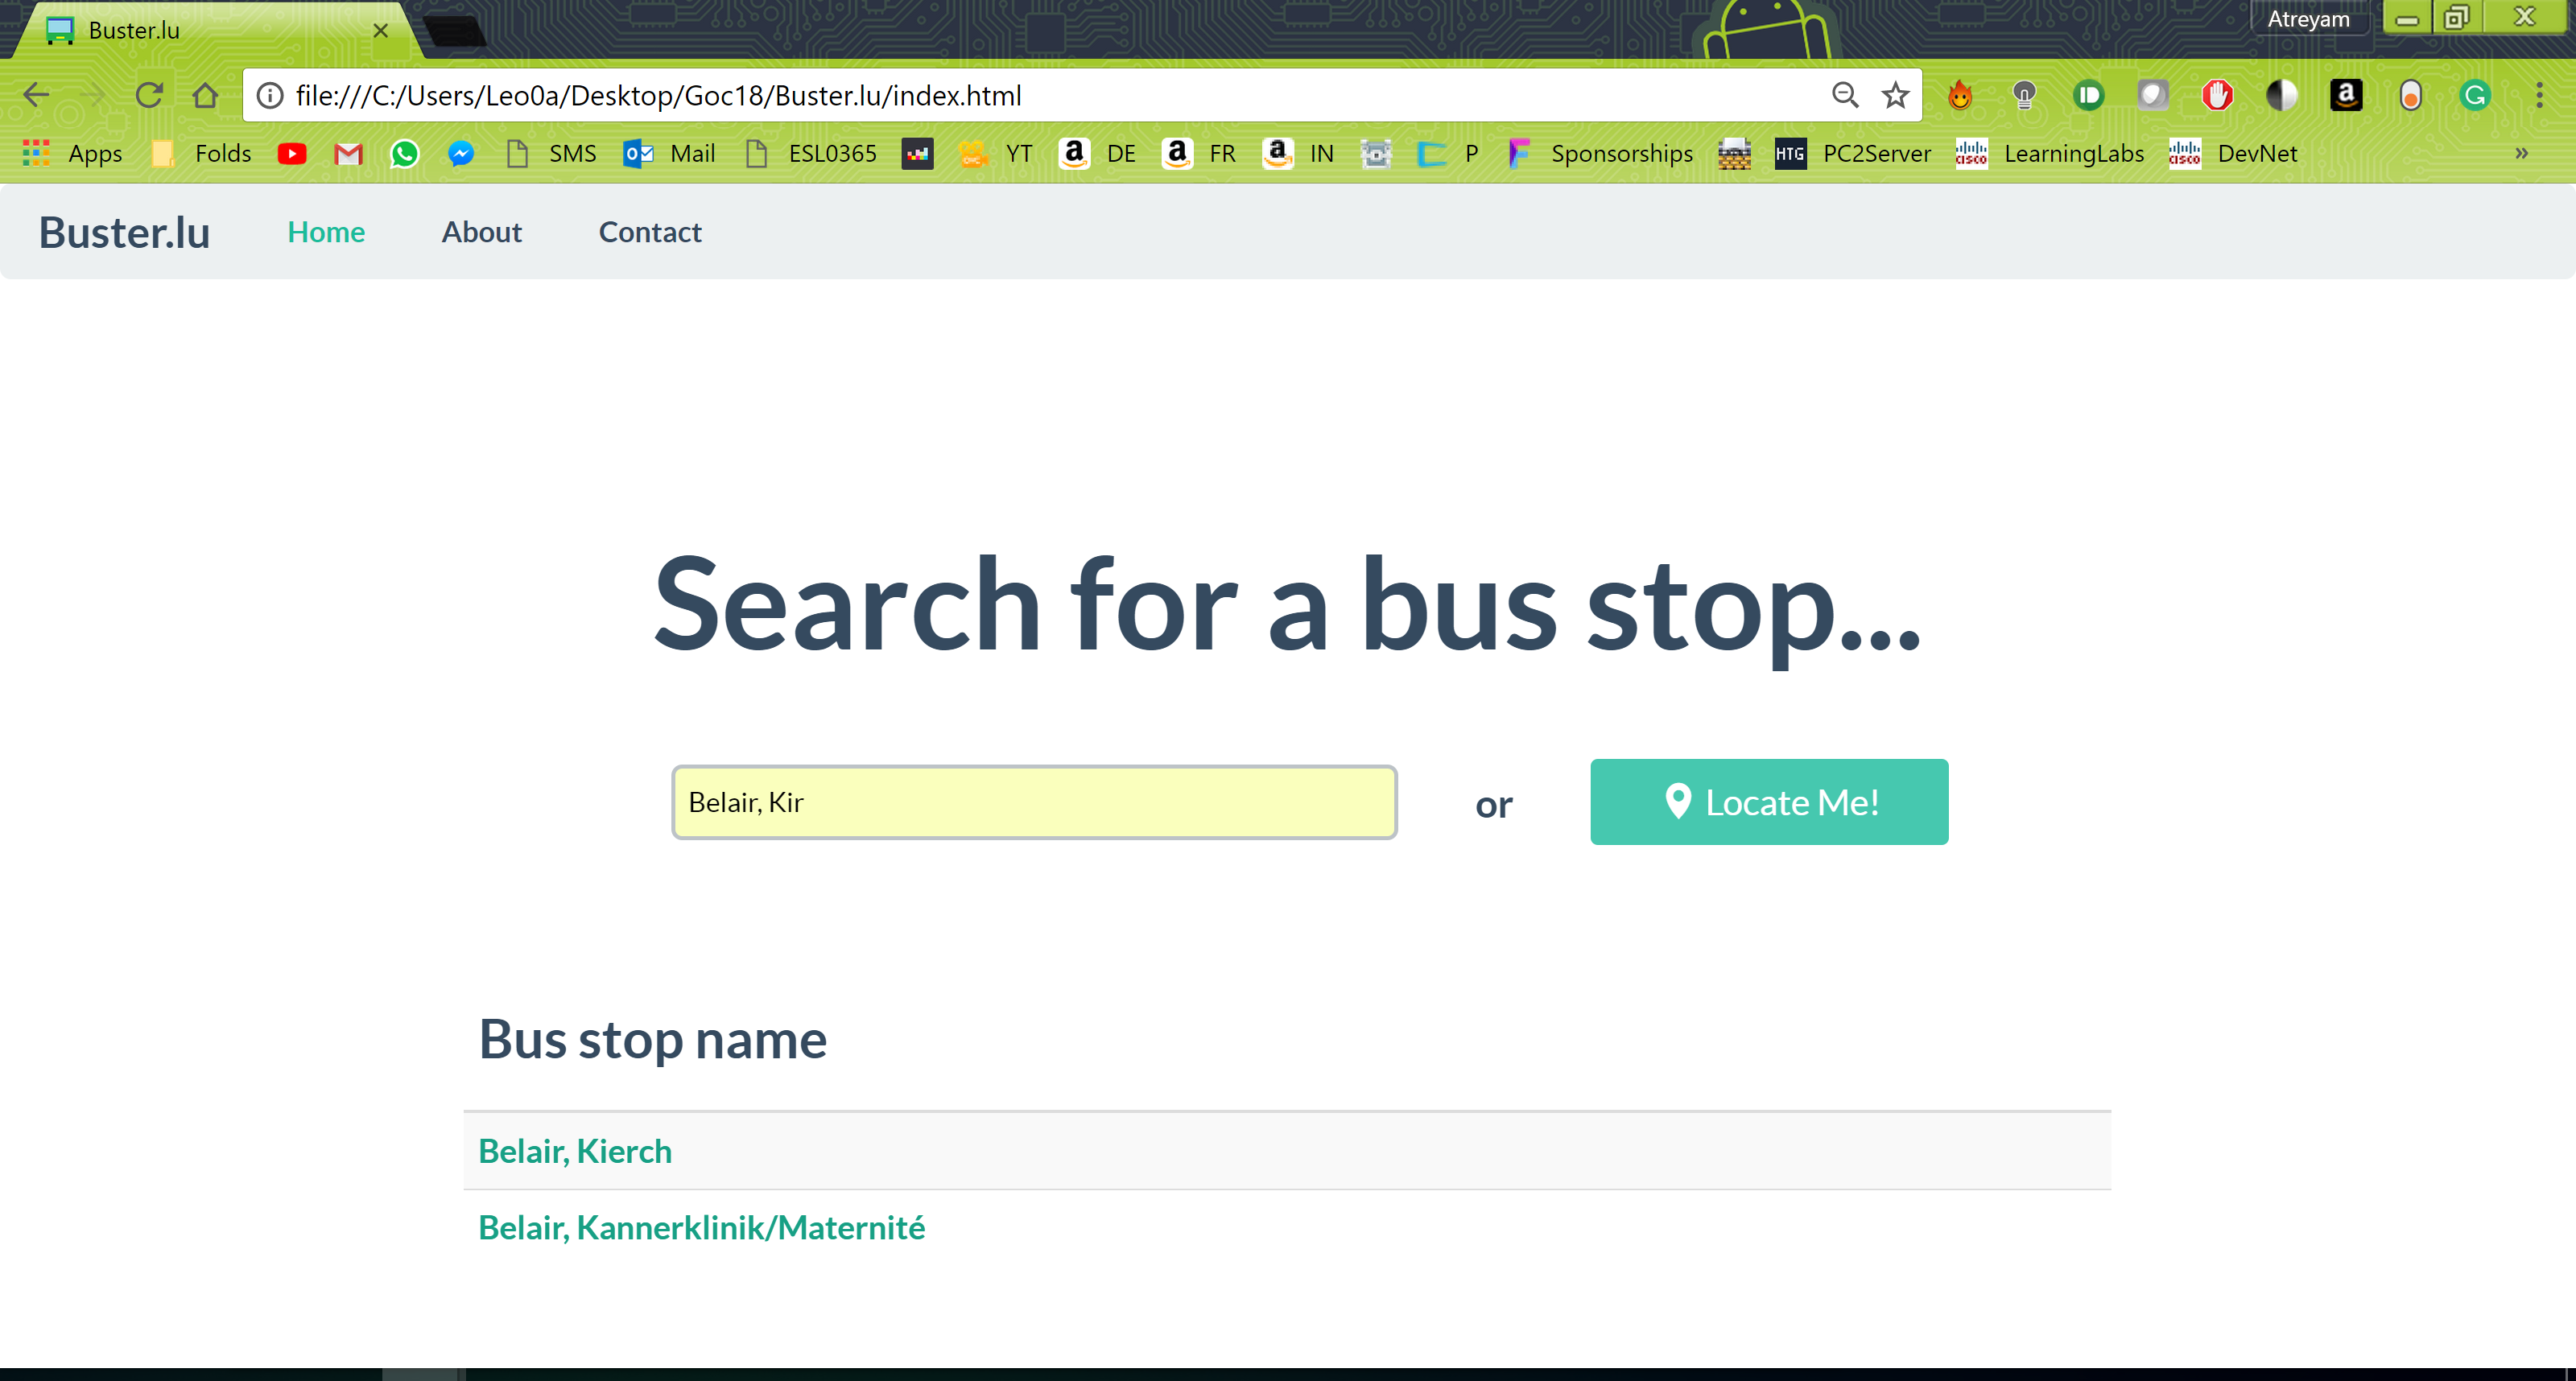 Buster.lu
Atreyam
file:///C:/Users/Leo0a/Desktop/Goc18/Buster.lu/index.html
Apps Folds SMS Mail ESL0365 YT DE FR IN P Sponsorships HTG PC2Server CISCO LearningLabs CISCO DevNet »
Buster.lu Home About Contact
Search for a bus stop...
Belair, Kir or Locate Me!
Bus stop name
Belair, Kierch
Belair, Kannerklinik/Maternité